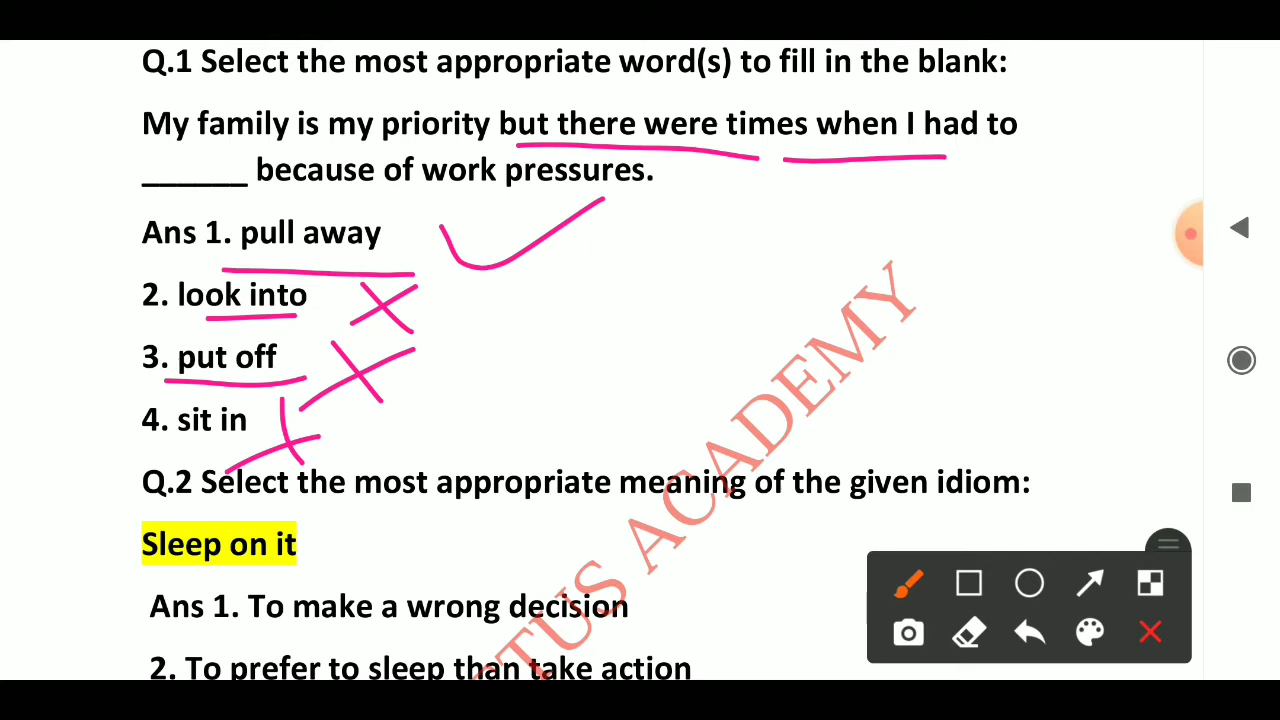 Q.1 Select the most appropriate word(s) to fill in the blank:
My family is my priority but there were times when I had to
______ because of work pressures.
Ans 1. pull away
2. look into
3. put off
4. sit in
Q.2 Select the most appropriate meaning of the given idiom:
Sleep on it
Ans 1. To make a wrong decision
2. To prefer to sleep than take action
TUS ACADEMY